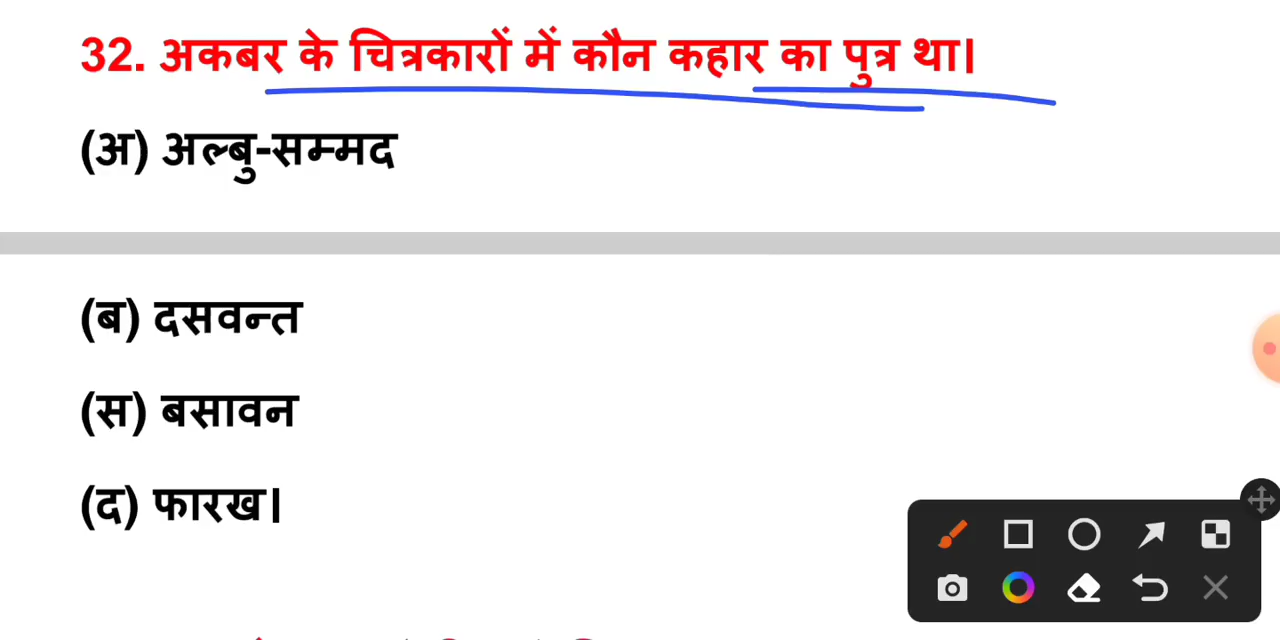 32. अकबर के चित्रकारों में कौन कहार का पुत्र था।
(अ) अल्बु-सम्मद
(ब) दसवन्त
(स) बसावन
(द) फारख।